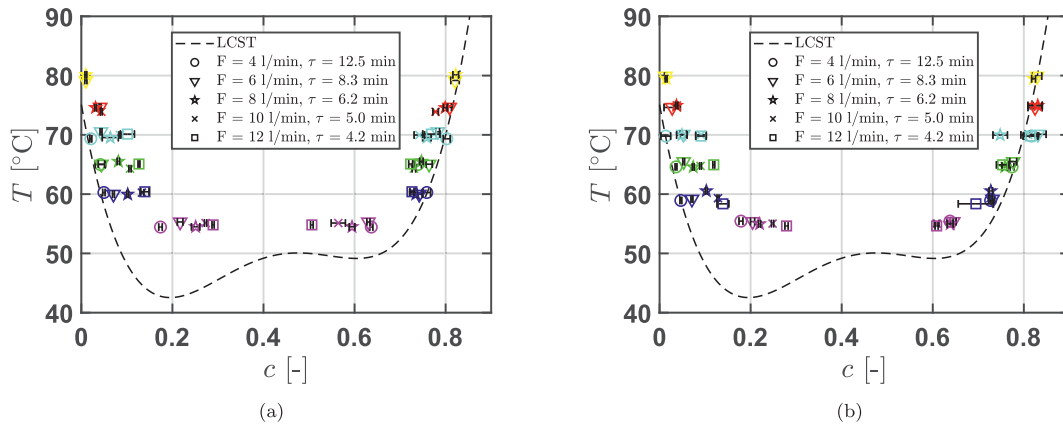 90
80
70
60
50
40
T [°C]
0
0.2
0.4
0.6
0.8
c [-]
LCST
F = 4 l/min, τ = 12.5 min
F = 6 l/min, τ = 8.3 min
F = 8 l/min, τ = 6.2 min
F = 10 l/min, τ = 5.0 min
F = 12 l/min, τ = 4.2 min
(a)
90
80
70
60
50
40
T [°C]
0
0.2
0.4
0.6
0.8
c [-]
LCST
F = 4 l/min, τ = 12.5 min
F = 6 l/min, τ = 8.3 min
F = 8 l/min, τ = 6.2 min
F = 10 l/min, τ = 5.0 min
F = 12 l/min, τ = 4.2 min
(b)